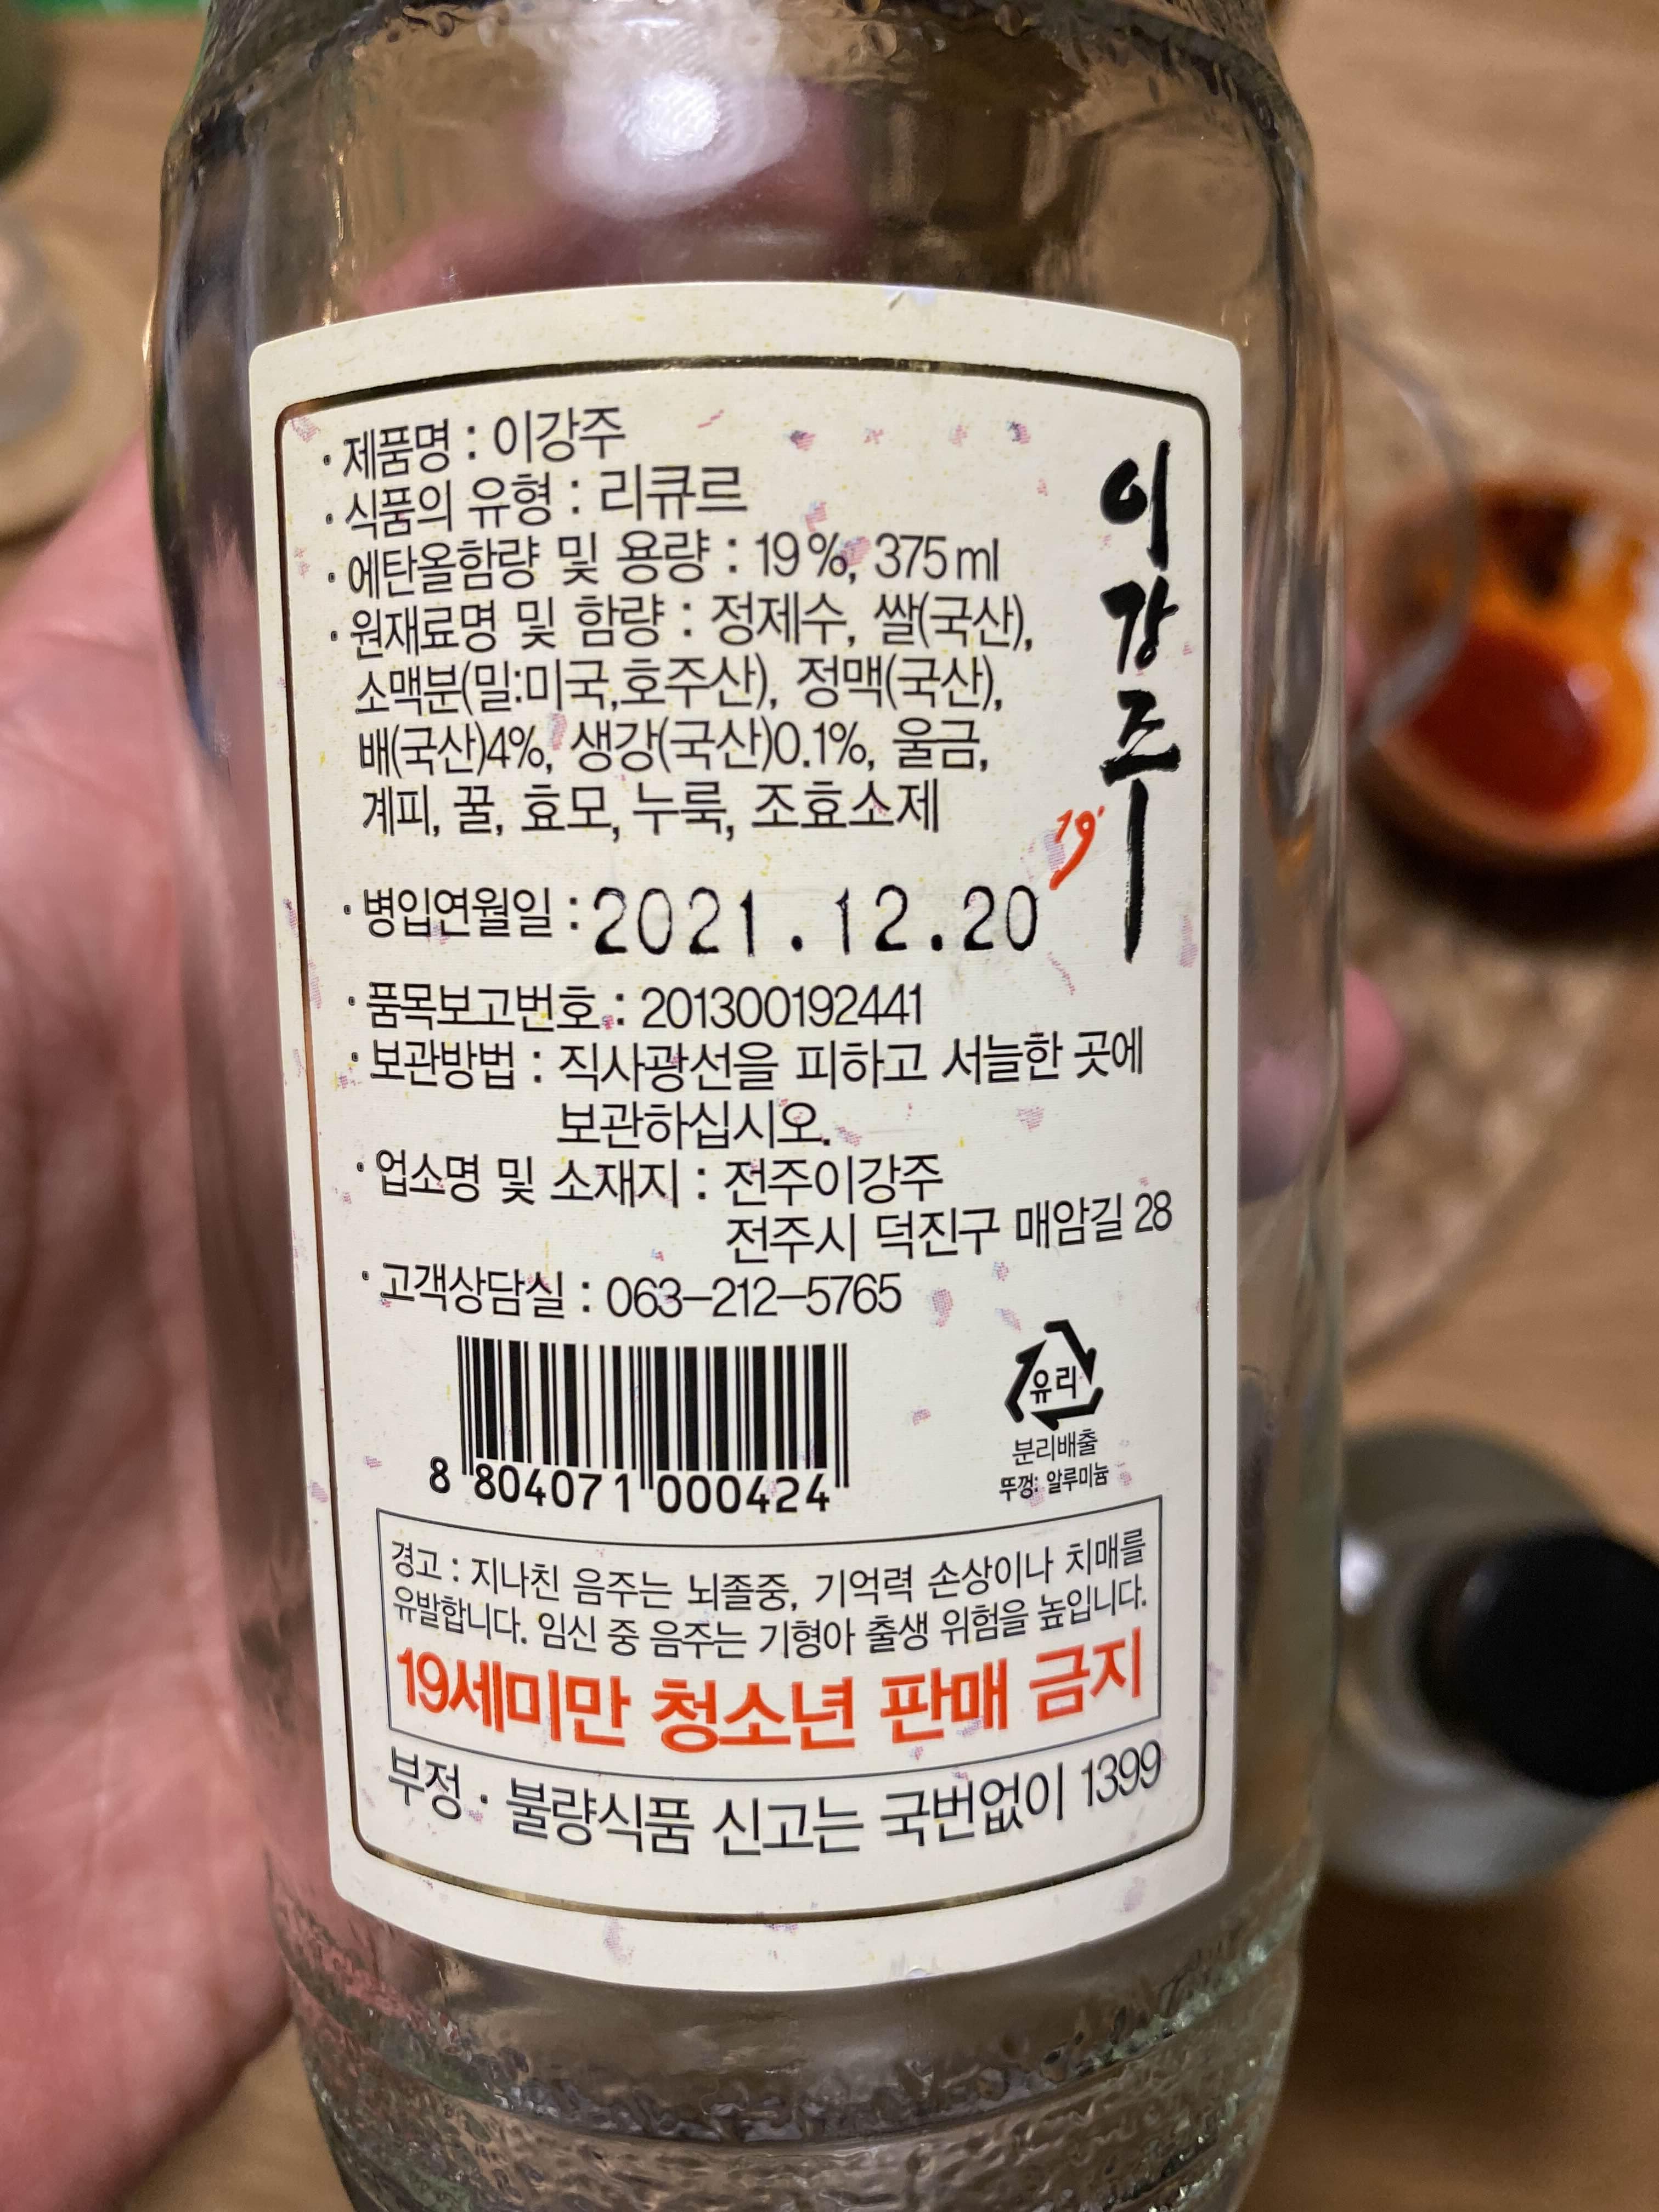 · 제품명 : 이강주
· 식품의 유형 : 리큐르
· 에탄올함량 및 용량 : 19%, 375ml
· 원재료명 및 함량 : 정제수, 쌀(국산),
소맥분(밀:미국,호주산), 정맥(국산),
배(국산)4%, 생강(국산)0.1%, 울금,
계피, 꿀, 효모, 누룩, 조효소제
이강주
19°
· 병입연월일 : 2021.12.20
· 품목보고번호 : 201300192441
· 보관방법 : 직사광선을 피하고 서늘한 곳에
보관하십시오.
· 업소명 및 소재지 : 전주이강주
전주시 덕진구 매암길 28
· 고객상담실 : 063-212-5765
8 804071 000424
유리
분리배출
뚜껑: 알루미늄
경고 : 지나친 음주는 뇌졸중, 기억력 손상이나 치매를
유발합니다. 임신 중 음주는 기형아 출생 위험을 높입니다.
19세미만 청소년 판매 금지
부정 · 불량식품 신고는 국번없이 1399